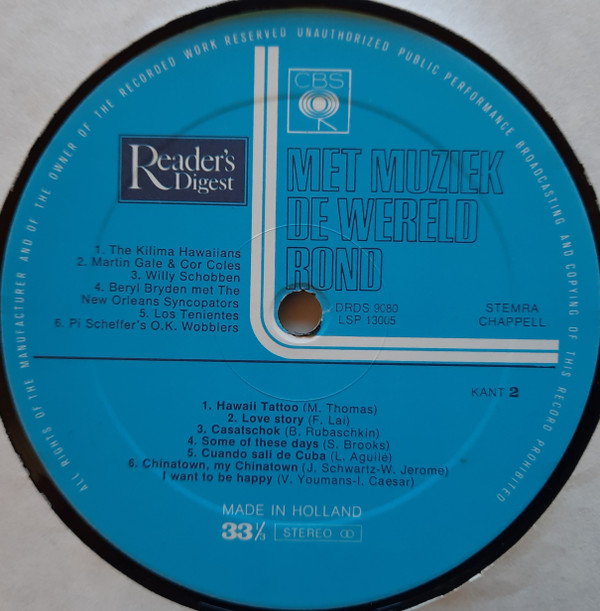 ALL RIGHTS OF THE MANUFACTURER AND OF THE OWNER OF THE RECORDED WORK RESERVED UNAUTHORIZED PUBLIC PERFORMANCE BROADCASTING AND COPYING OF THIS RECORD PROHIBITED
CBS
Reader's
Digest
MET MUZIEK
DE WERELD
ROND
1. The Kilima Hawaiians
2. Martin Gale & Cor Coles
3. Willy Schobben
4. Beryl Bryden met The
New Orleans Syncopators
5. Los Tenientes
6. Pi Scheffer's O.K. Wobblers
DRDS 9080
LSP 13005
STEMRA
CHAPPELL
KANT 2
1. Hawaii Tattoo (M. Thomas)
2. Love story (F. Lai)
3. Casatschok (B. Rubaschkin)
4. Some of these days (S. Brooks)
5. Cuando sali de Cuba (L. Aguilé)
6. Chinatown, my Chinatown (J. Schwartz-W. Jerome)
I want to be happy (V. Youmans-I. Caesar)
MADE IN HOLLAND
33⅓ STEREO